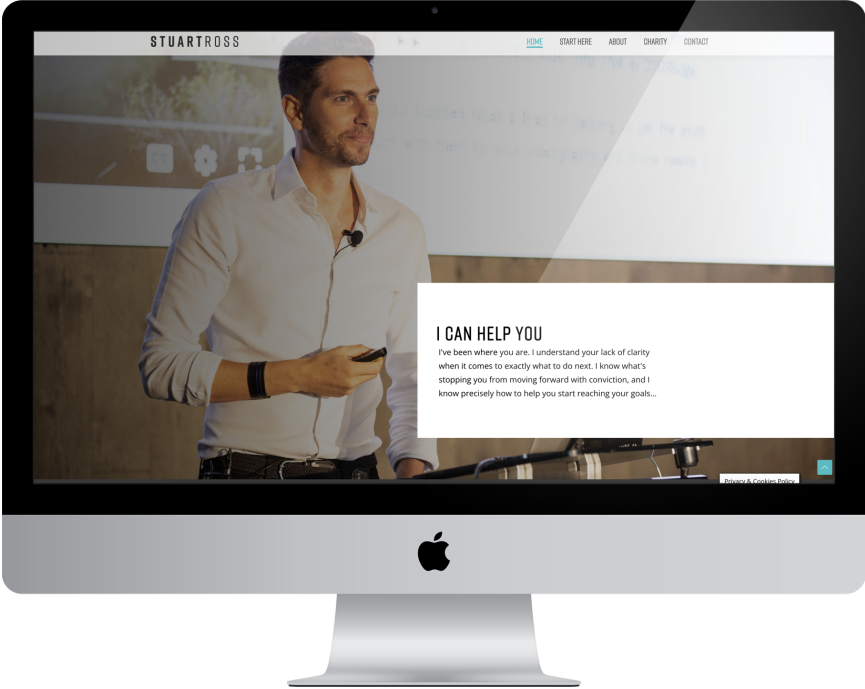 STUARTROSS
HOME START HERE ABOUT CHARITY CONTACT
I CAN HELP YOU
I've been where you are. I understand your lack of clarity
when it comes to exactly what to do next. I know what's
stopping you from moving forward with conviction, and I
know precisely how to help you start reaching your goals...
Privacy & Cookies Policy